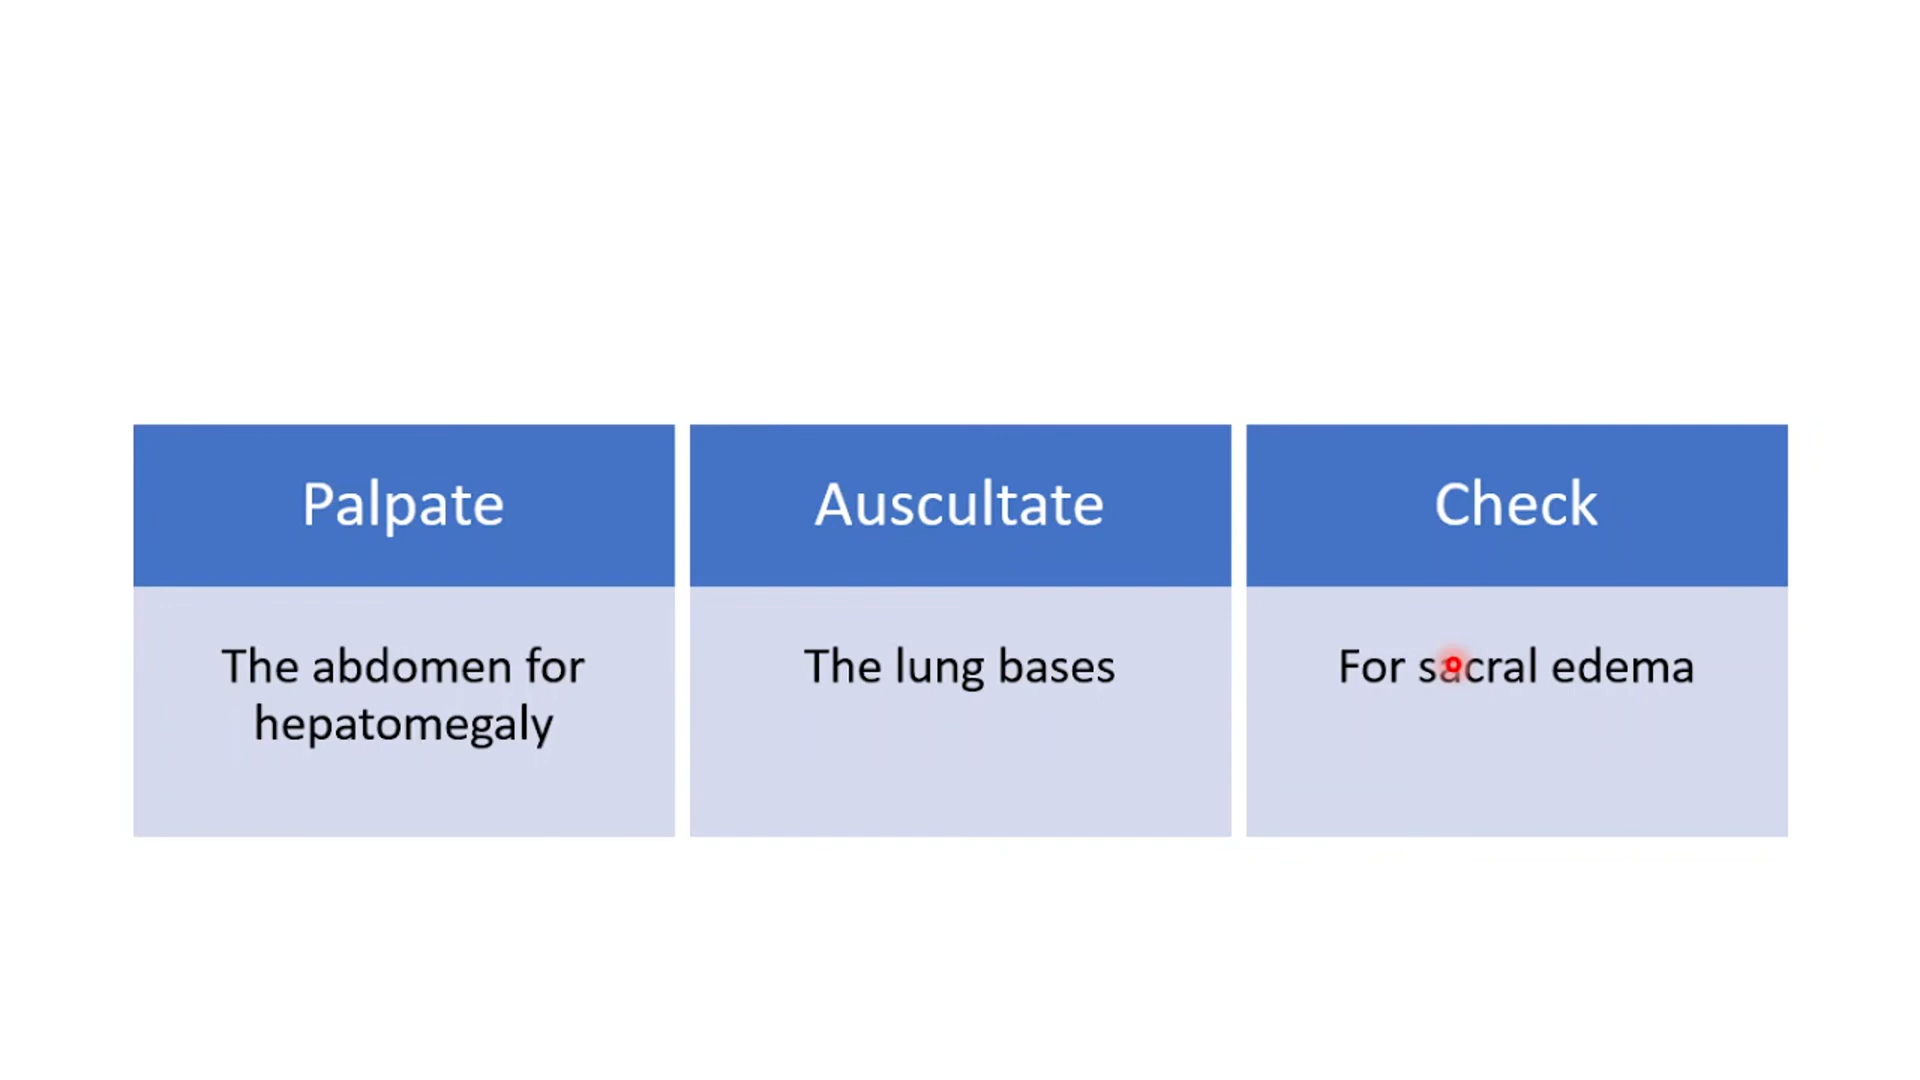 Palpate
The abdomen for
hepatomegaly
Auscultate
The lung bases
Check
For sacral edema